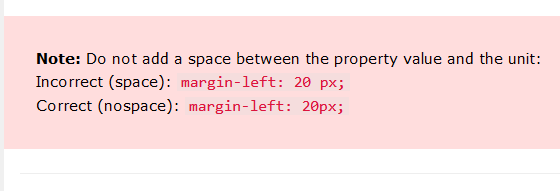 Note: Do not add a space between the property value and the unit:
Incorrect (space): margin-left: 20 px;
Correct (nospace): margin-left: 20px;